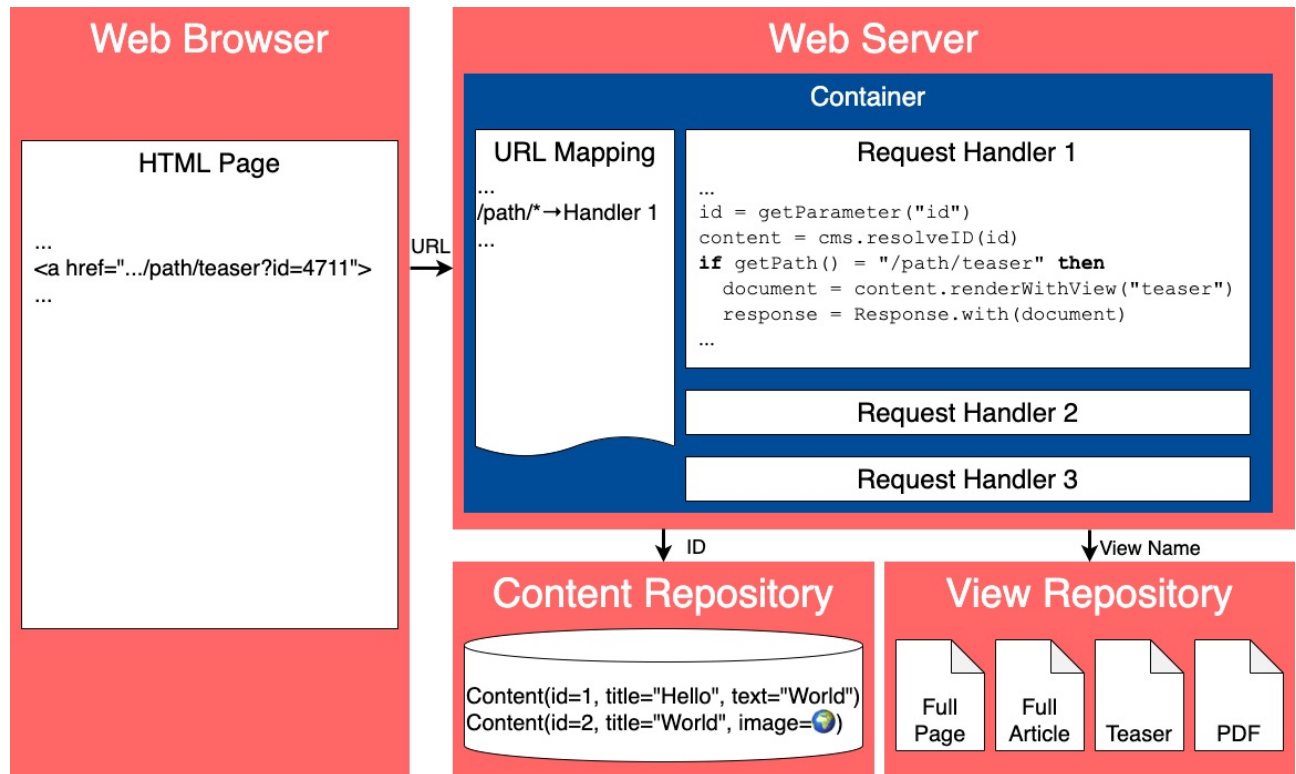 Web Browser
HTML Page
...
<a href=".../path/teaser?id=4711">
...
URL
Web Server
Container
URL Mapping
...
/path/*→Handler 1
...
Request Handler 1
...
id = getParameter("id")
content = cms.resolveID(id)
if getPath() = "/path/teaser" then
document = content.renderWithView("teaser")
response = Response.with(document)
...
Request Handler 2
Request Handler 3
ID
View Name
Content Repository
Content(id=1, title="Hello", text="World")
Content(id=2, title="World", image=🌍)
View Repository
Full
Page
Full
Article
Teaser
PDF